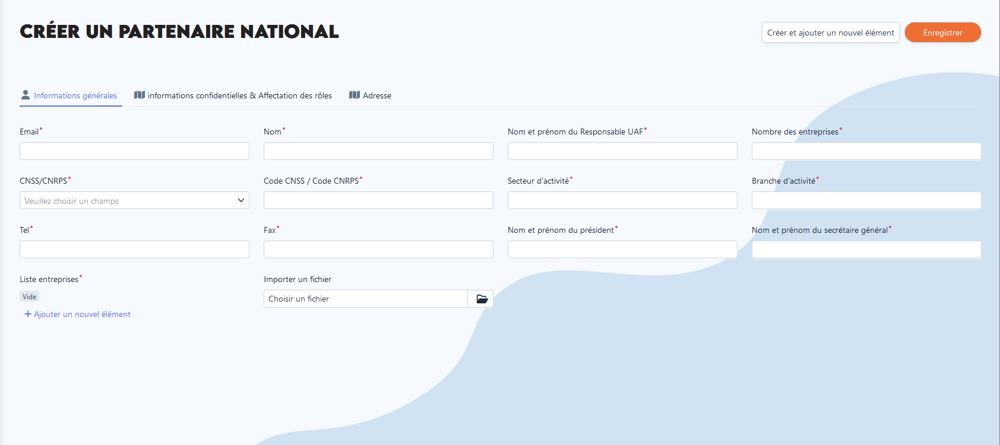 CRÉER UN PARTENAIRE NATIONAL
Créer et ajouter un nouvel élément
Enregistrer
Informations générales
informations confidentielles & Affectation des rôles
Adresse
Email
Nom
Nom et prénom du Responsable UAF
Nombre des entreprises
CNSS/CNRPS
Code CNSS / Code CNRPS
Secteur d'activité
Branche d'activité
Veuillez choisir un champs
Tel
Fax
Nom et prénom du président
Nom et prénom du secrétaire général
Liste entreprises
Importer un fichier
Vide
Choisir un fichier
+ Ajouter un nouvel élément